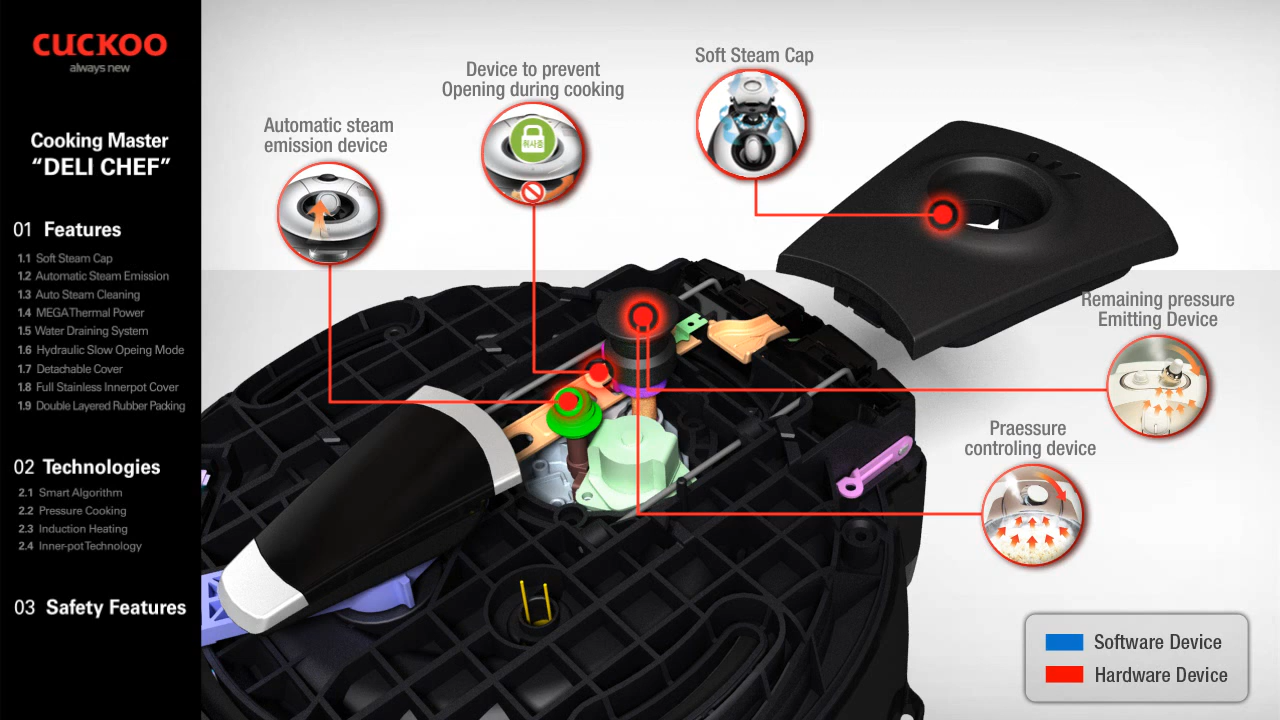 CUCKOO
always new
Cooking Master
“DELI CHEF”
01 Features
1.1 Soft Steam Cap
1.2 Automatic Steam Emission
1.3 Auto Steam Cleaning
1.4 MEGAThermal Power
1.5 Water Draining System
1.6 Hydraulic Slow Opeing Mode
1.7 Detachable Cover
1.8 Full Stainless Innerpot Cover
1.9 Double Layered Rubber Packing
02 Technologies
2.1 Smart Algorithm
2.2 Pressure Cooking
2.3 Induction Heating
2.4 Inner-pot Technology
03 Safety Features
Automatic steam
emission device
Device to prevent
Opening during cooking
취사중
Soft Steam Cap
Remaining pressure
Emitting Device
Praessure
controling device
Software Device
Hardware Device